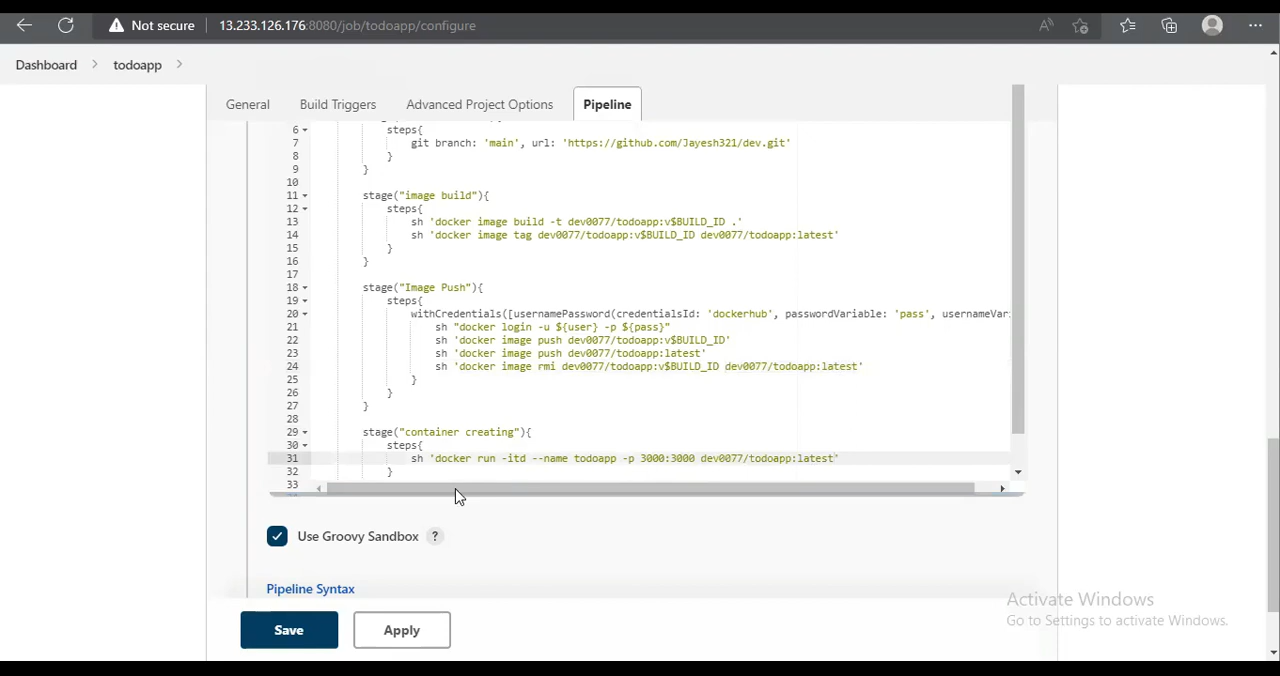 Not secure 13.233.126.176:8080/job/todoapp/configure
Dashboard > todoapp >
General Build Triggers Advanced Project Options Pipeline
6 steps{
7 git branch: 'main', url: 'https://github.com/Jayesh321/dev.git'
8 }
9 }
10
11 stage("image build"){
12 steps{
13 sh 'docker image build -t dev0077/todoapp:v$BUILD_ID .'
14 sh 'docker image tag dev0077/todoapp:v$BUILD_ID dev0077/todoapp:latest'
15 }
16 }
17
18 stage("Image Push"){
19 steps{
20 withCredentials([usernamePassword(credentialsId: 'dockerhub', passwordVariable: 'pass', usernameVar
21 sh "docker login -u ${user} -p ${pass}"
22 sh 'docker image push dev0077/todoapp:v$BUILD_ID'
23 sh 'docker image push dev0077/todoapp:latest'
24 sh 'docker image rmi dev0077/todoapp:v$BUILD_ID dev0077/todoapp:latest'
25 }
26 }
27 }
28
29 stage("container creating"){
30 steps{
31 sh 'docker run -itd --name todoapp -p 3000:3000 dev0077/todoapp:latest'
32 }
33
Use Groovy Sandbox ?
Pipeline Syntax
Save Apply
Activate Windows
Go to Settings to activate Windows.